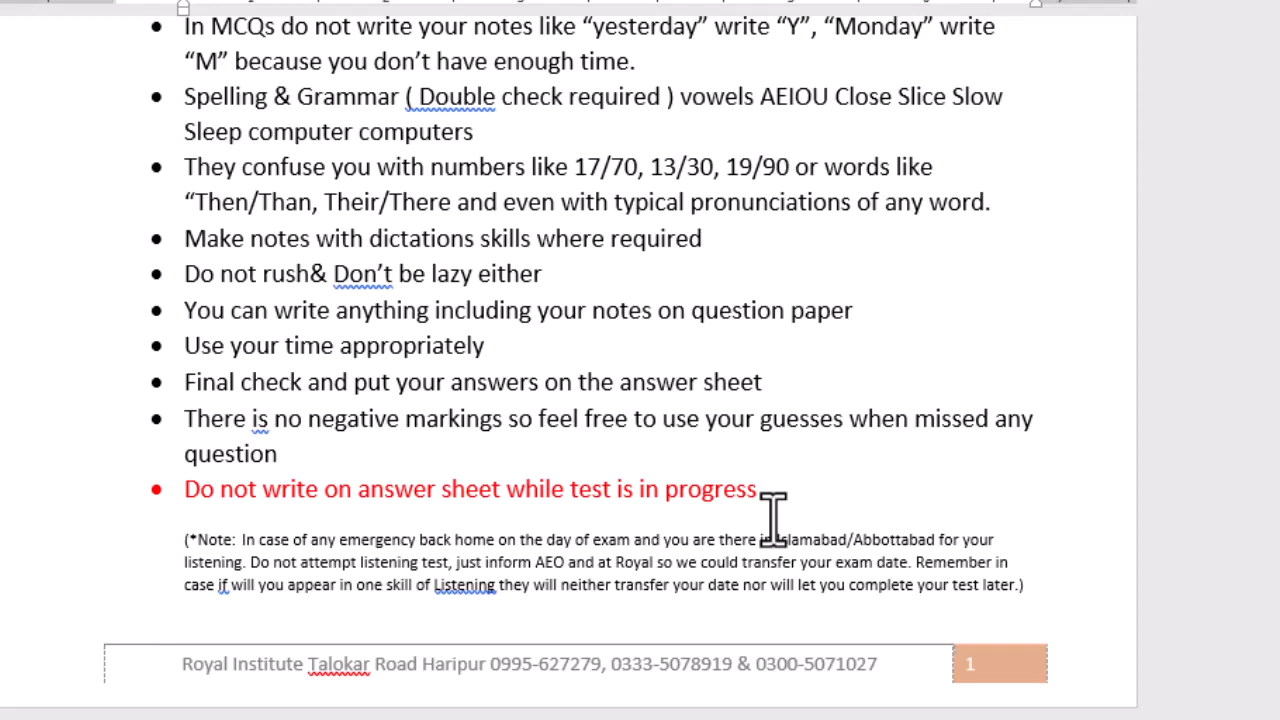 • In MCQs do not write your notes like “yesterday” write “Y”, “Monday” write
“M” because you don’t have enough time.
• Spelling & Grammar ( Double check required ) vowels AEIOU Close Slice Slow
Sleep computer computers
• They confuse you with numbers like 17/70, 13/30, 19/90 or words like
“Then/Than, Their/There and even with typical pronunciations of any word.
• Make notes with dictations skills where required
• Do not rush& Don’t be lazy either
• You can write anything including your notes on question paper
• Use your time appropriately
• Final check and put your answers on the answer sheet
• There is no negative markings so feel free to use your guesses when missed any
question
• Do not write on answer sheet while test is in progress
(*Note: In case of any emergency back home on the day of exam and you are there in Islamabad/Abbottabad for your
listening. Do not attempt listening test, just inform AEO and at Royal so we could transfer your exam date. Remember in
case if will you appear in one skill of Listening they will neither transfer your date nor will let you complete your test later.)
Royal Institute Talokar Road Haripur 0995-627279, 0333-5078919 & 0300-5071027 1